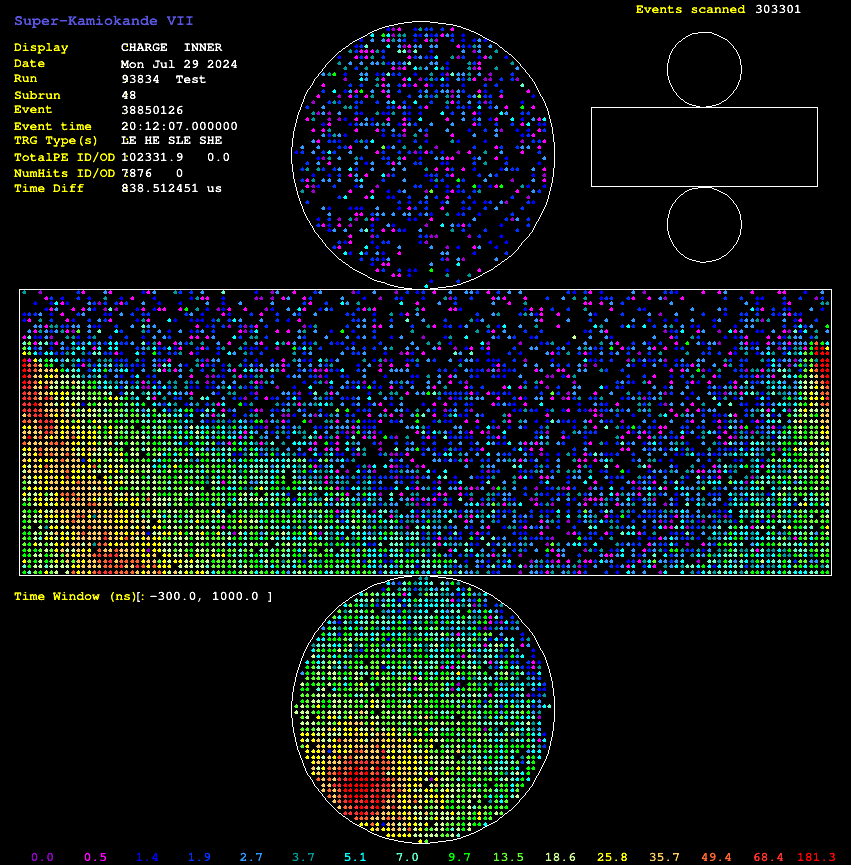 Super-Kamiokande VII
Events scanned 303301
Display CHARGE INNER
Date Mon Jul 29 2024
Run 93834 Test
Subrun 48
Event 38850126
Event time 20:12:07.000000
TRG Type(s) LE HE SLE SHE
TotalPE ID/OD 102331.9 0.0
NumHits ID/OD 7876 0
Time Diff 838.512451 us
Time Window (ns)[: −300.0, 1000.0 ]
0.0 0.5 1.4 1.9 2.7 3.7 5.1 7.0 9.7 13.5 18.6 25.8 35.7 49.4 68.4 181.3